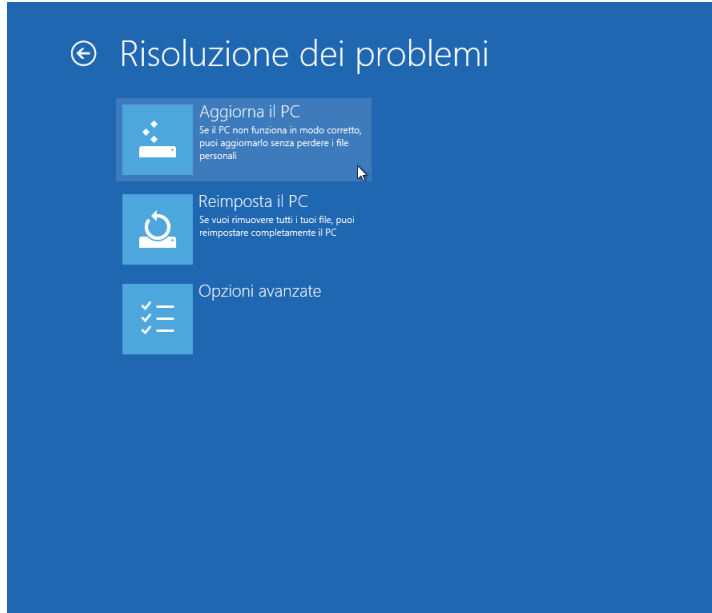 Risoluzione dei problemi
Aggiorna il PC
Se il PC non funziona in modo corretto,
puoi aggiornarlo senza perdere i file
personali
Reimposta il PC
Se vuoi rimuovere tutti i tuoi file, puoi
reimpostare completamente il PC
Opzioni avanzate